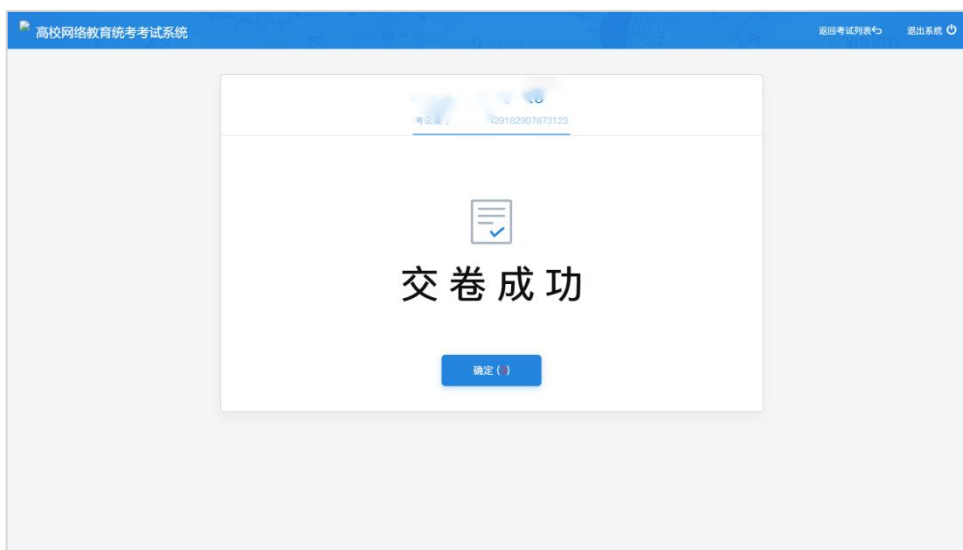 高校网络教育统考考试系统
返回考试列表
退出系统
429182907873123
交卷成功
确定 ( )